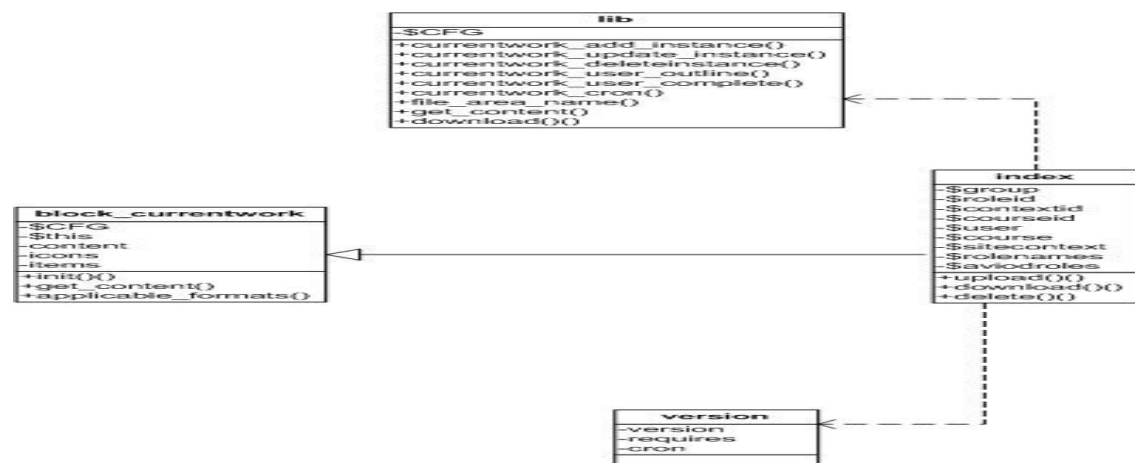 lib
-$CFG
+currentwork_add_instance()
+currentwork_update_instance()
+currentwork_deleteinstance()
+currentwork_user_outline()
+currentwork_user_complete()
+currentwork_cron()
+file_area_name()
+get_content()
+download()()
index
-$group
-$roleid
-$contextid
-$courseid
-$user
-$course
-$sitecontext
-$rolenames
-$aviodroles
+upload()()
+download()()
+delete()()
block_currentwork
-$CFG
-$this
-content
-icons
-items
+init()()
+get_content()
+applicable_formats()
version
-version
-requires
-cron